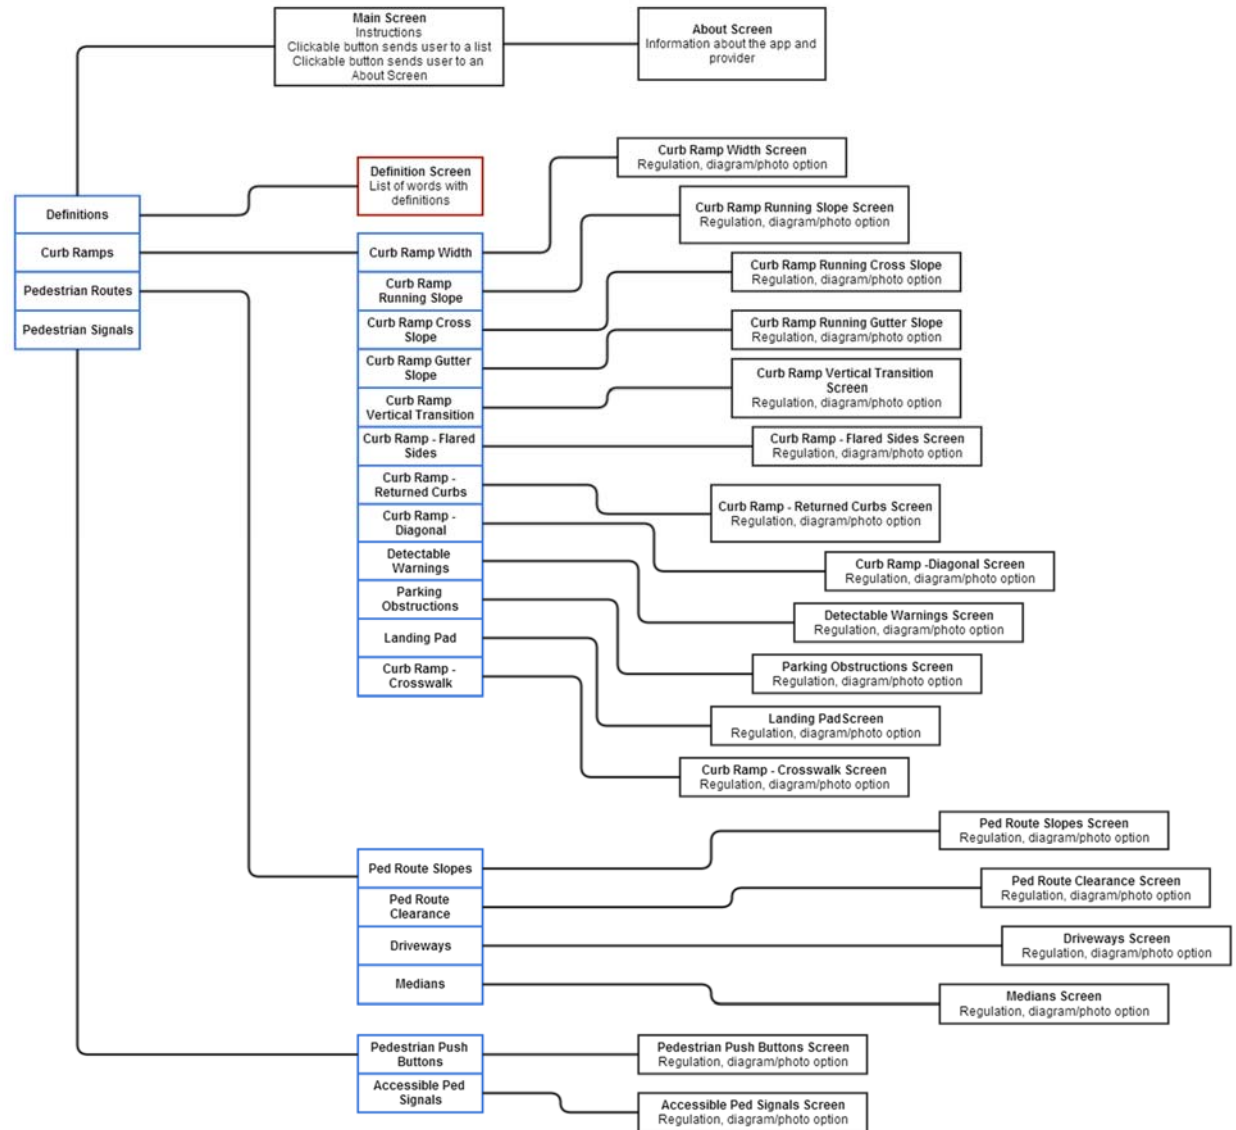 Main Screen
Instructions
Clickable button sends user to a list
Clickable button sends user to an
About Screen
About Screen
Information about the app and
provider
Definitions
Curb Ramps
Pedestrian Routes
Pedestrian Signals
Definition Screen
List of words with
definitions
Curb Ramp Width
Curb Ramp
Running Slope
Curb Ramp Cross
Slope
Curb Ramp Gutter
Slope
Curb Ramp
Vertical Transition
Curb Ramp - Flared
Sides
Curb Ramp -
Returned Curbs
Curb Ramp -
Diagonal
Detectable
Warnings
Parking
Obstructions
Landing Pad
Curb Ramp -
Crosswalk
Curb Ramp Width Screen
Regulation, diagram/photo option
Curb Ramp Running Slope Screen
Regulation, diagram/photo option
Curb Ramp Running Cross Slope
Regulation, diagram/photo option
Curb Ramp Running Gutter Slope
Regulation, diagram/photo option
Curb Ramp Vertical Transition
Screen
Regulation, diagram/photo option
Curb Ramp - Flared Sides Screen
Regulation, diagram/photo option
Curb Ramp - Returned Curbs Screen
Regulation, diagram/photo option
Curb Ramp -Diagonal Screen
Regulation, diagram/photo option
Detectable Warnings Screen
Regulation, diagram/photo option
Parking Obstructions Screen
Regulation, diagram/photo option
Landing PadScreen
Regulation, diagram/photo option
Curb Ramp - Crosswalk Screen
Regulation, diagram/photo option
Ped Route Slopes
Ped Route
Clearance
Driveways
Medians
Ped Route Slopes Screen
Regulation, diagram/photo option
Ped Route Clearance Screen
Regulation, diagram/photo option
Driveways Screen
Regulation, diagram/photo option
Medians Screen
Regulation, diagram/photo option
Pedestrian Push
Buttons
Accessible Ped
Signals
Pedestrian Push Buttons Screen
Regulation, diagram/photo option
Accessible Ped Signals Screen
Regulation, diagram/photo option